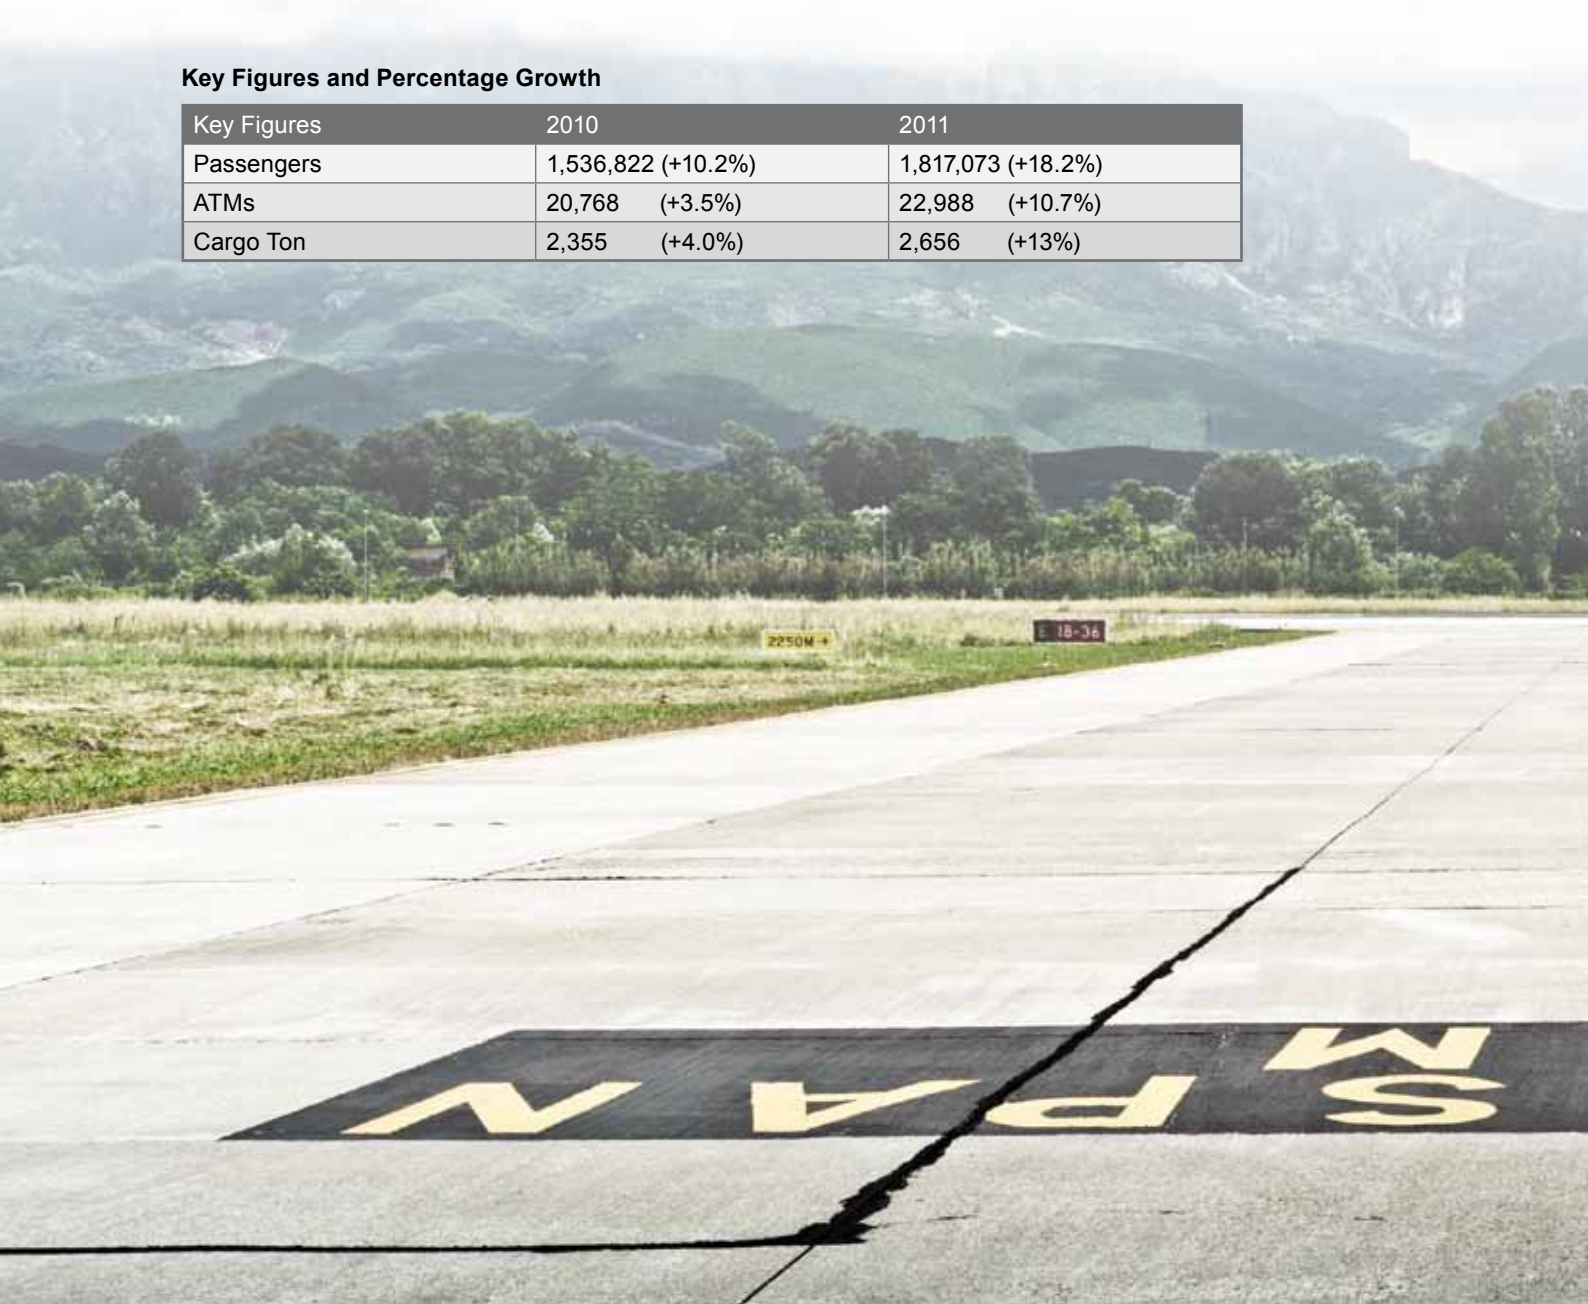 Key Figures and Percentage Growth
Key Figures 2010 2011
Passengers 1,536,822 (+10.2%) 1,817,073 (+18.2%)
ATMs 20,768 (+3.5%) 22,988 (+10.7%)
Cargo Ton 2,355 (+4.0%) 2,656 (+13%)
2250M→
E 18-36
M
SPAN